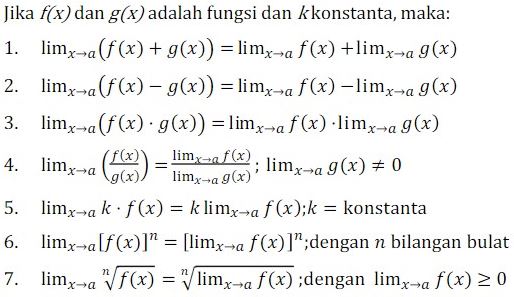 Jika f(x) dan g(x) adalah fungsi dan k konstanta, maka:
1. lim_{x→a}(f(x) + g(x)) = lim_{x→a} f(x) + lim_{x→a} g(x)
2. lim_{x→a}(f(x) − g(x)) = lim_{x→a} f(x) − lim_{x→a} g(x)
3. lim_{x→a}(f(x) · g(x)) = lim_{x→a} f(x) · lim_{x→a} g(x)
4. lim_{x→a} (f(x)/g(x)) = lim_{x→a} f(x) / lim_{x→a} g(x) ; lim_{x→a} g(x) ≠ 0
5. lim_{x→a} k · f(x) = k lim_{x→a} f(x);k = konstanta
6. lim_{x→a}[f(x)]^n = [lim_{x→a} f(x)]^n;dengan n bilangan bulat
7. lim_{x→a} ⁿ√(f(x)) = ⁿ√(lim_{x→a} f(x)) ;dengan lim_{x→a} f(x) ≥ 0